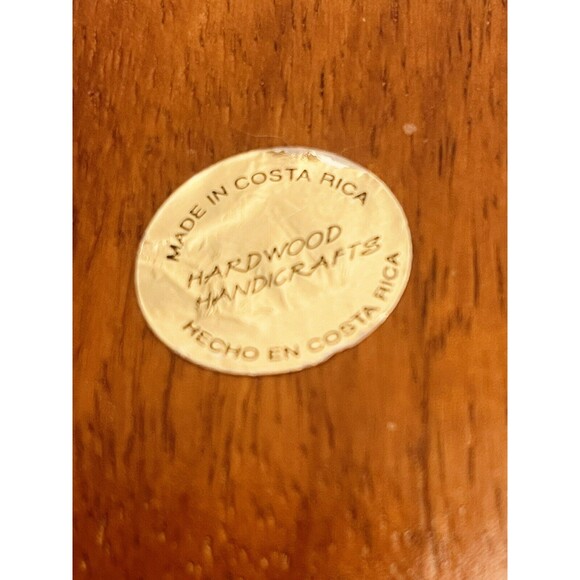 MADE IN COSTA RICA
HARDWOOD
HANDICRAFTS
HECHO EN COSTA RICA